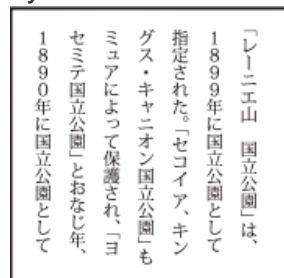 「レーニエ山　国立公園」は、
1899年に国立公園として
指定された。「セコイア、キン
グス・キャニオン国立公園」も
ミュアによって保護され、「ヨ
セミテ国立公園」とおなじ年、
1890年に国立公園として